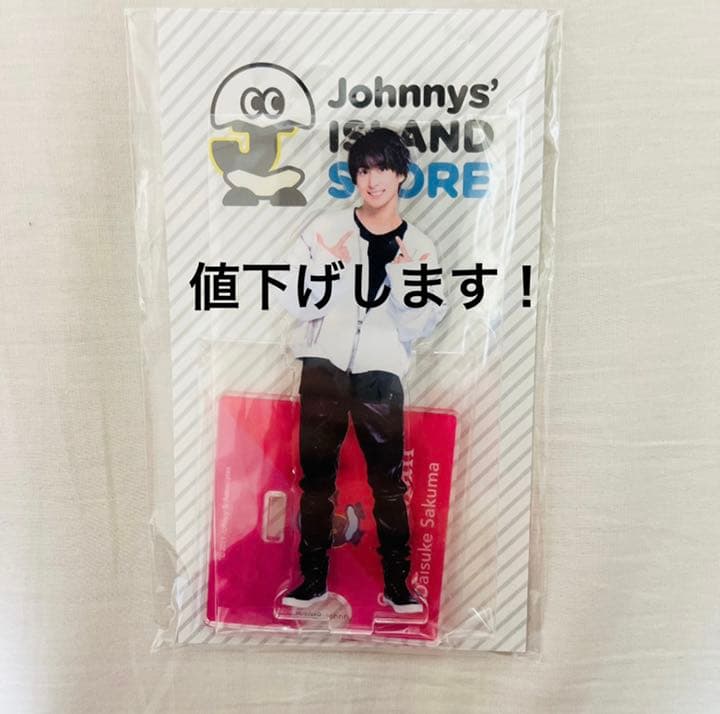 Johnnys'
ISLAND
STORE
値下げします！
Daisuke Sakuma